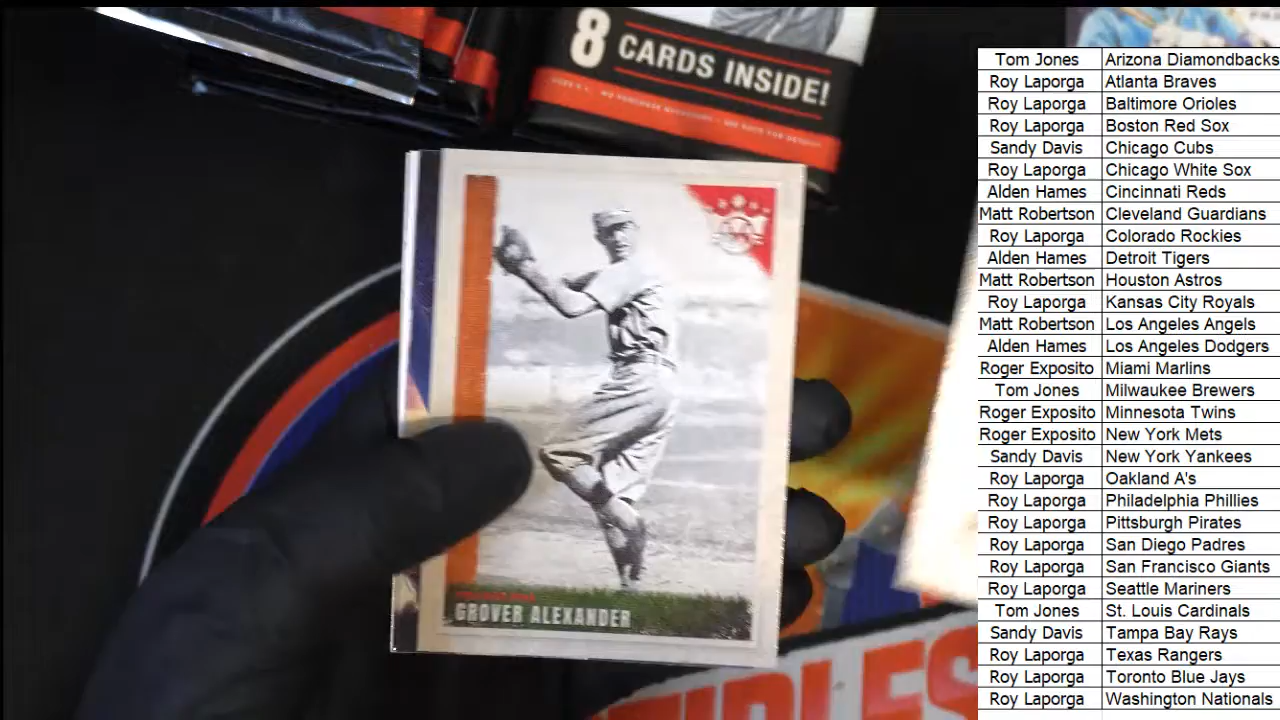 8 CARDS INSIDE!
GROVER ALEXANDER
Tom Jones Arizona Diamondbacks
Roy Laporga Atlanta Braves
Roy Laporga Baltimore Orioles
Roy Laporga Boston Red Sox
Sandy Davis Chicago Cubs
Roy Laporga Chicago White Sox
Alden Hames Cincinnati Reds
Matt Robertson Cleveland Guardians
Roy Laporga Colorado Rockies
Alden Hames Detroit Tigers
Matt Robertson Houston Astros
Roy Laporga Kansas City Royals
Matt Robertson Los Angeles Angels
Alden Hames Los Angeles Dodgers
Roger Exposito Miami Marlins
Tom Jones Milwaukee Brewers
Roger Exposito Minnesota Twins
Roger Exposito New York Mets
Sandy Davis New York Yankees
Roy Laporga Oakland A's
Roy Laporga Philadelphia Phillies
Roy Laporga Pittsburgh Pirates
Roy Laporga San Diego Padres
Roy Laporga San Francisco Giants
Roy Laporga Seattle Mariners
Tom Jones St. Louis Cardinals
Sandy Davis Tampa Bay Rays
Roy Laporga Texas Rangers
Roy Laporga Toronto Blue Jays
Roy Laporga Washington Nationals